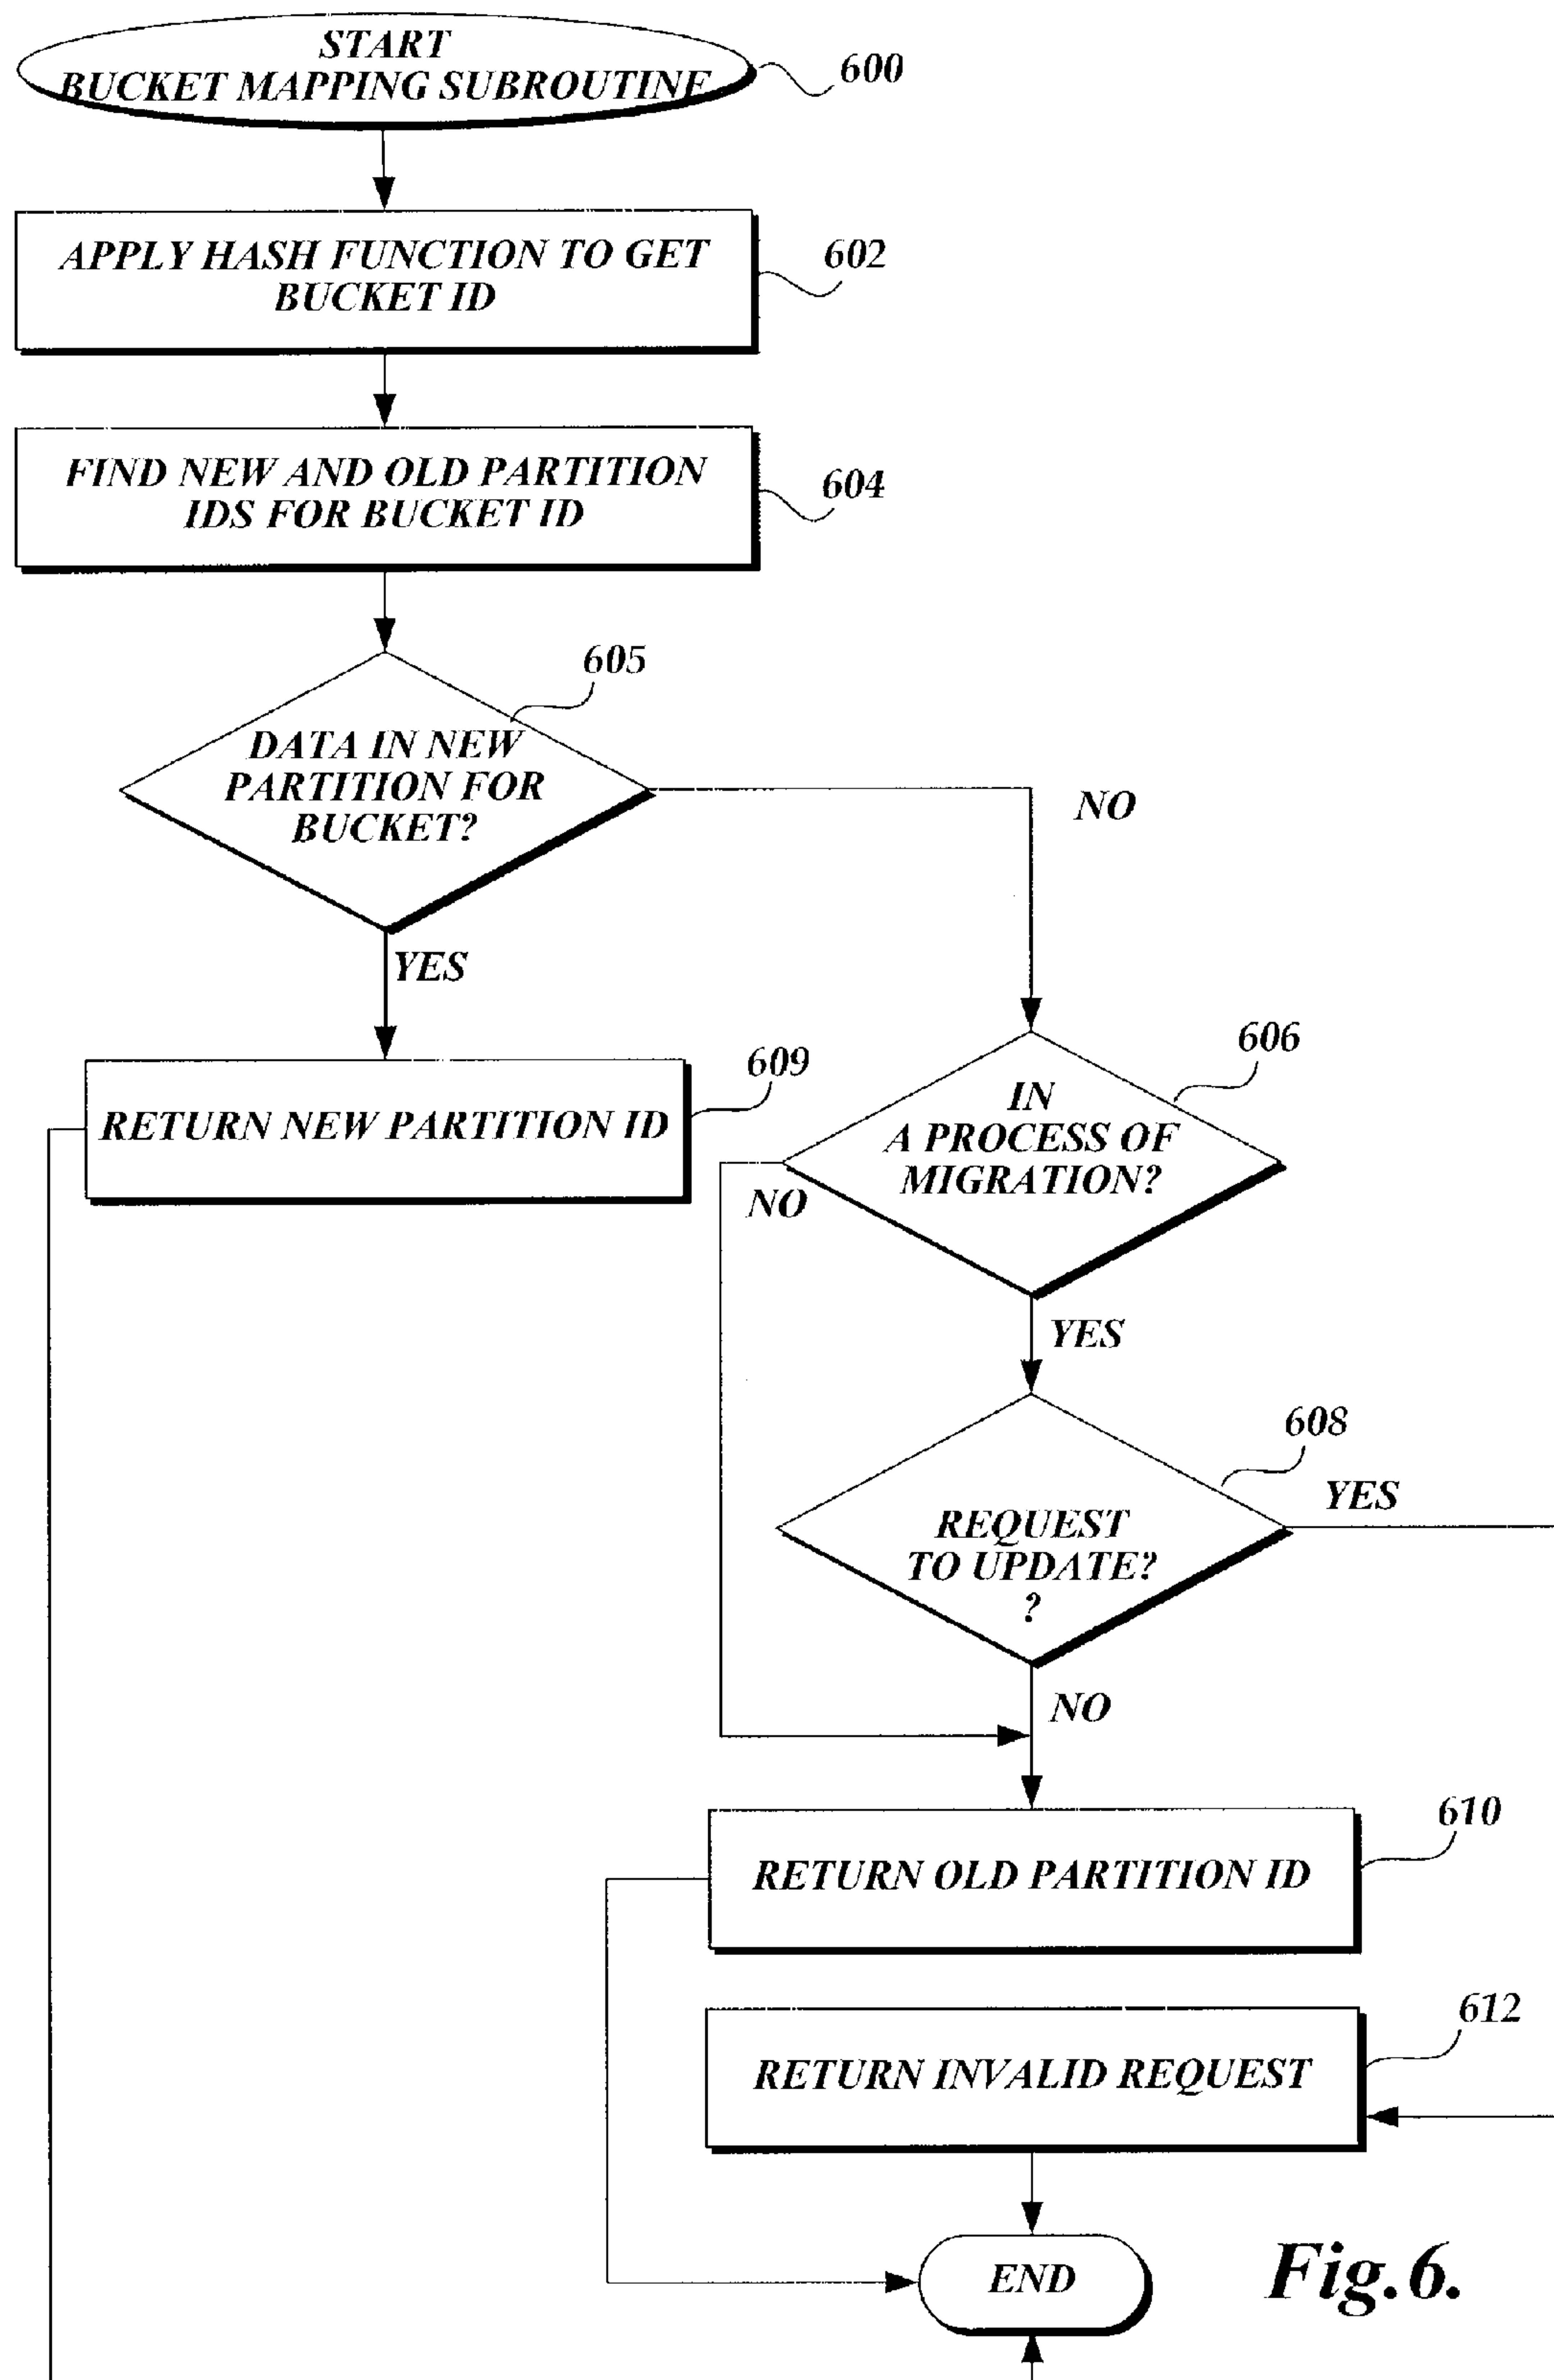 START
BUCKET MAPPING SUBROUTINE
600
APPLY HASH FUNCTION TO GET
BUCKET ID
602
FIND NEW AND OLD PARTITION
IDS FOR BUCKET ID
604
605
DATA IN NEW
PARTITION FOR
BUCKET?
NO
YES
609
RETURN NEW PARTITION ID
606
IN
A PROCESS OF
MIGRATION?
NO
YES
608
YES
REQUEST
TO UPDATE?
?
NO
610
RETURN OLD PARTITION ID
612
RETURN INVALID REQUEST
END
Fig.6.